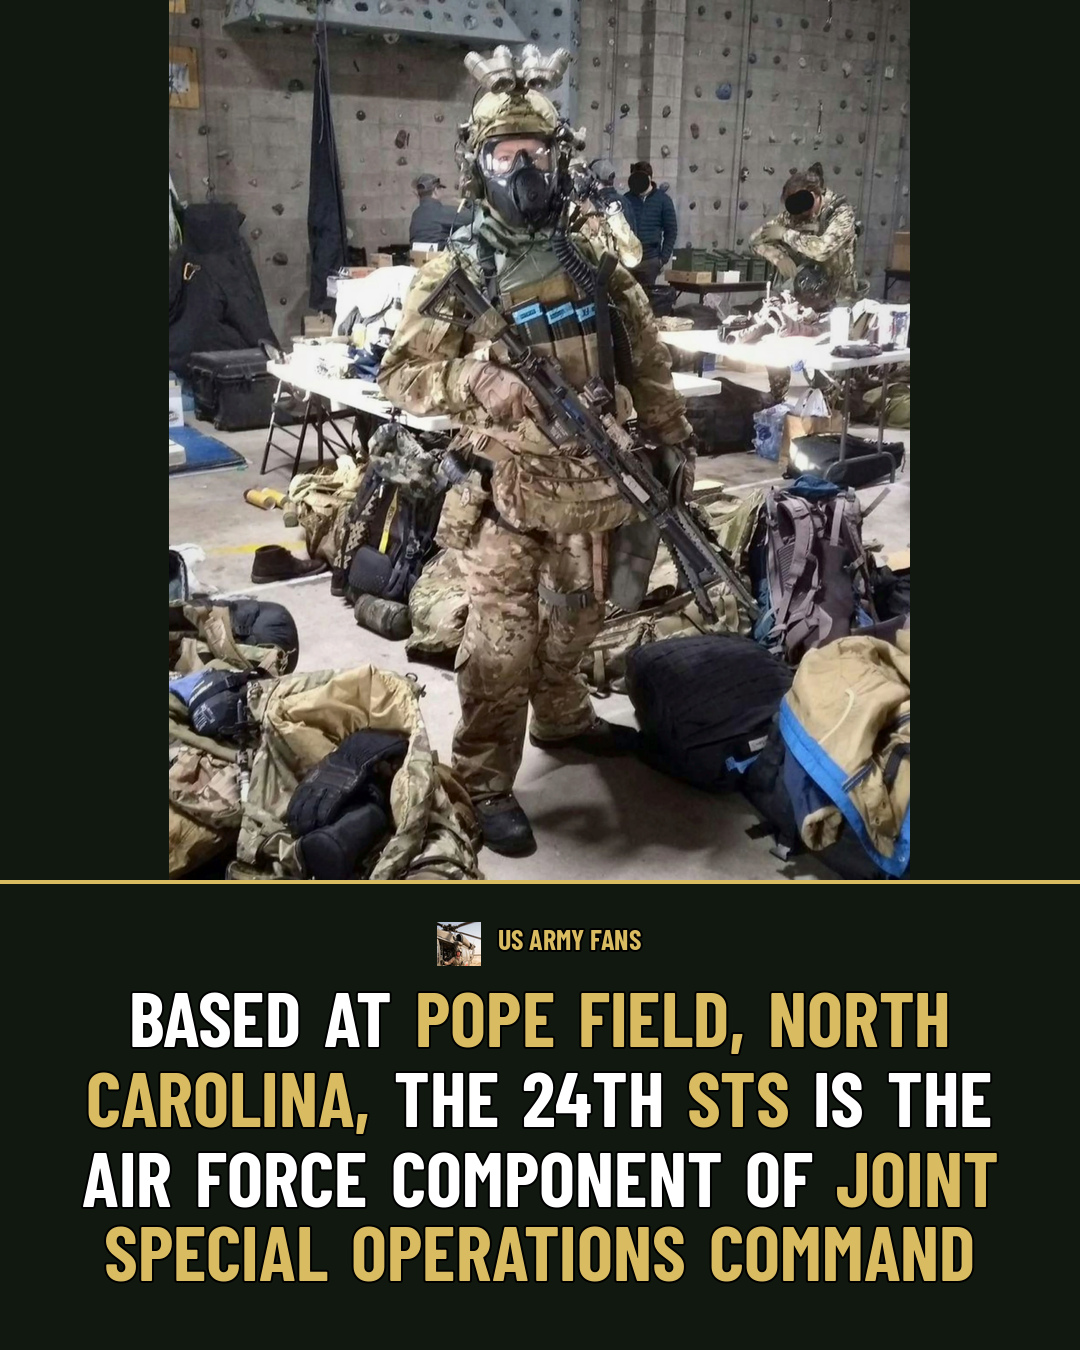 US ARMY FANS
BASED AT POPE FIELD, NORTH
CAROLINA, THE 24TH STS IS THE
AIR FORCE COMPONENT OF JOINT
SPECIAL OPERATIONS COMMAND